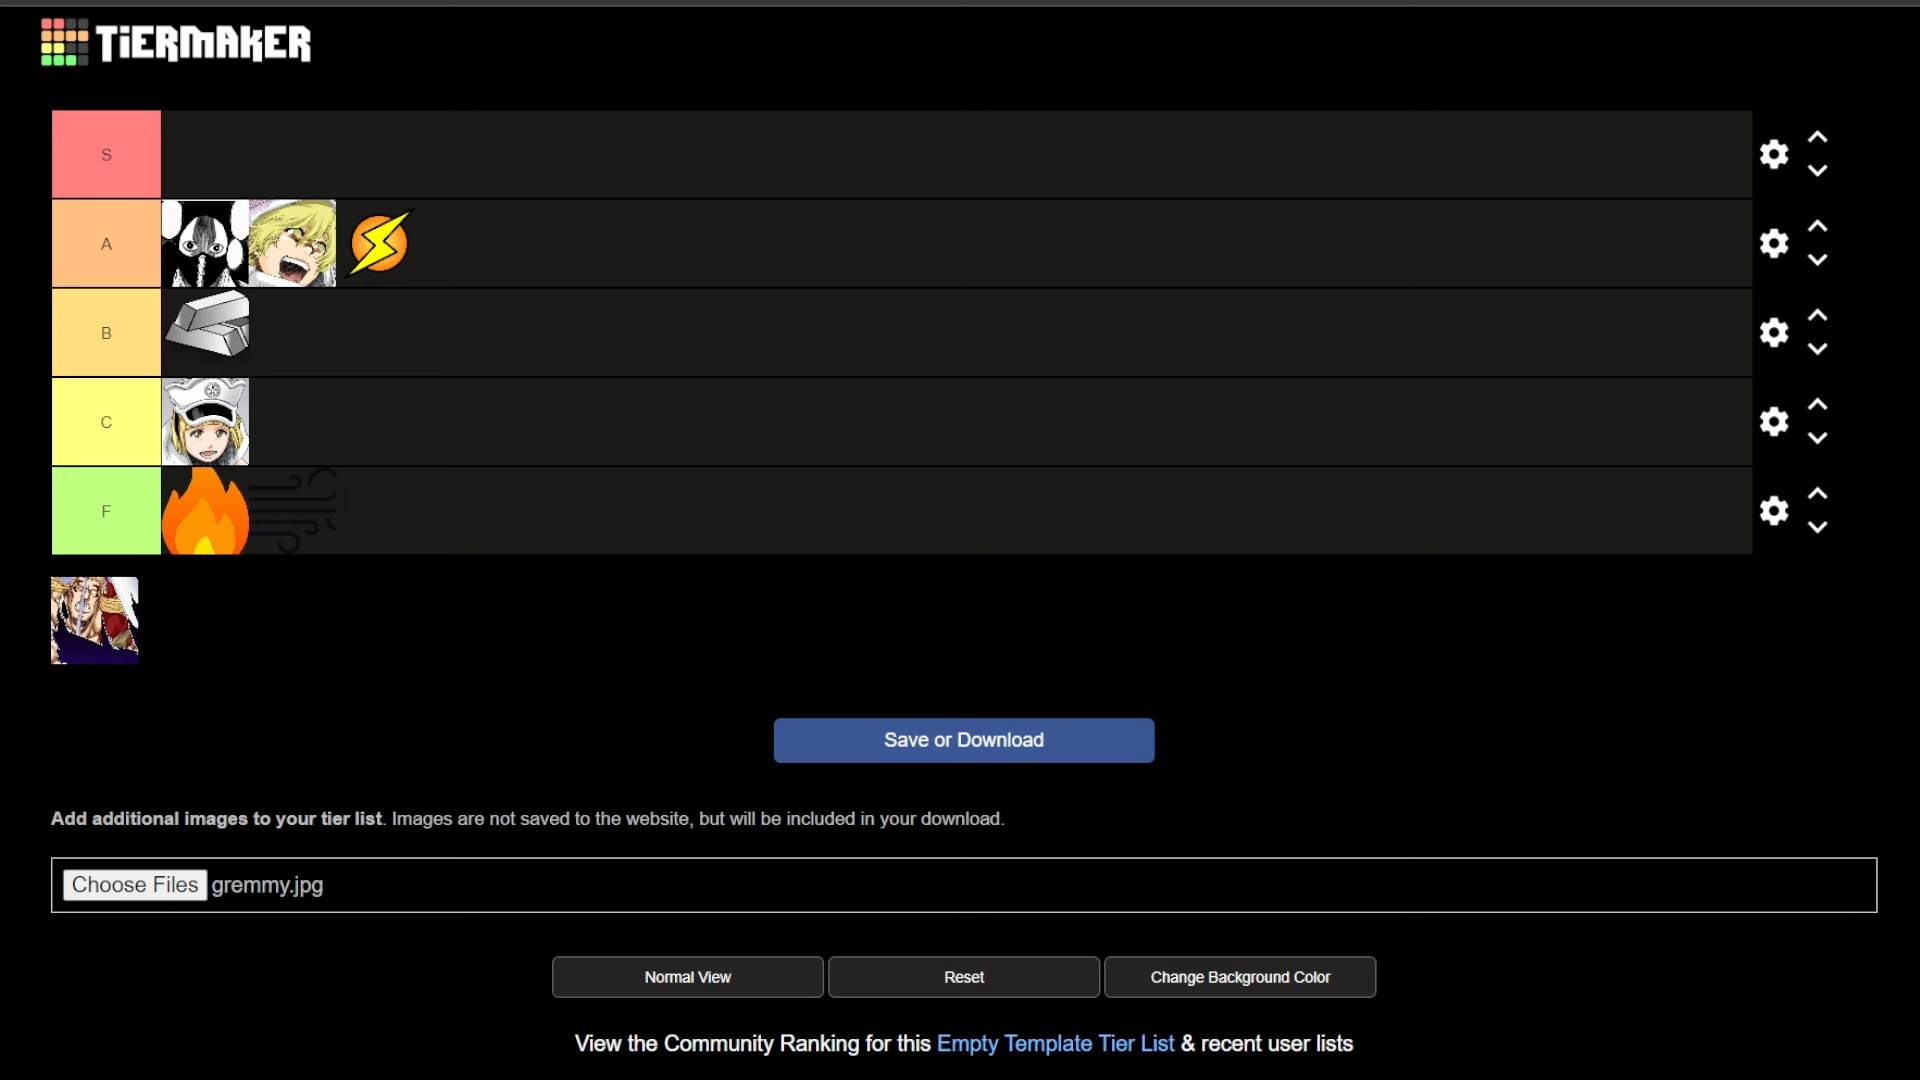 TiERMAKER
S
A
B
C
F
Save or Download
Add additional images to your tier list. Images are not saved to the website, but will be included in your download.
Choose Files gremmy.jpg
Normal View
Reset
Change Background Color
View the Community Ranking for this Empty Template Tier List & recent user lists